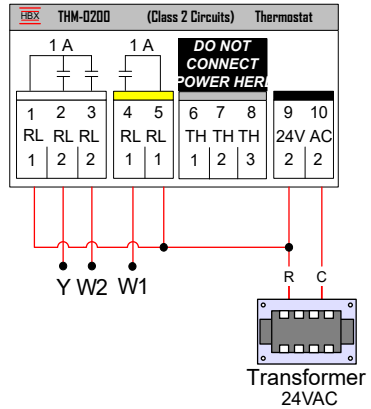 HBX THM-0200 (Class 2 Circuits) Thermostat
1 A 1 A DO NOT
CONNECT
POWER HERE
1 2 3 4 5 6 7 8 9 10
RL RL RL RL RL TH TH TH 24V AC
1 2 2 1 1 1 2 3 2 2
Y W2 W1
R C
Transformer
24VAC